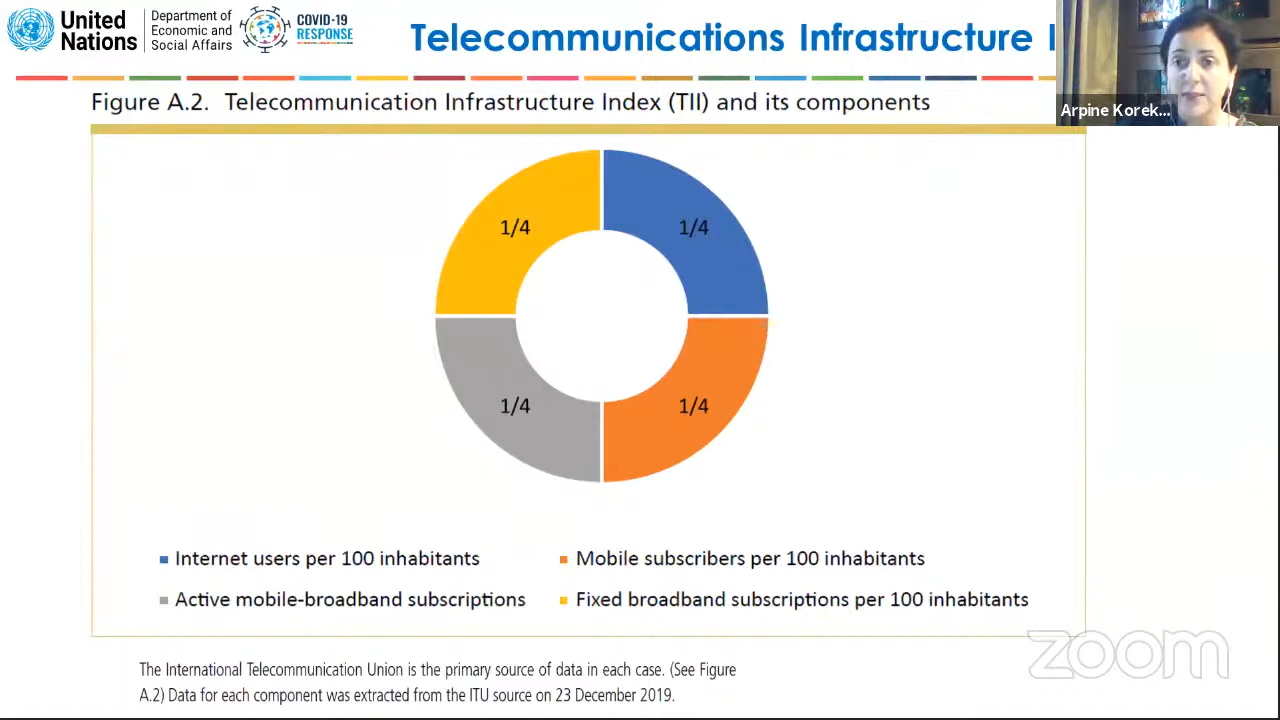 United Nations
Department of Economic and Social Affairs
COVID-19 RESPONSE
Telecommunications Infrastructure I
Arpine Korek...
Figure A.2. Telecommunication Infrastructure Index (TII) and its components
1/4
1/4
1/4
1/4
Internet users per 100 inhabitants
Mobile subscribers per 100 inhabitants
Active mobile-broadband subscriptions
Fixed broadband subscriptions per 100 inhabitants
zoom
The International Telecommunication Union is the primary source of data in each case. (See Figure
A.2) Data for each component was extracted from the ITU source on 23 December 2019.